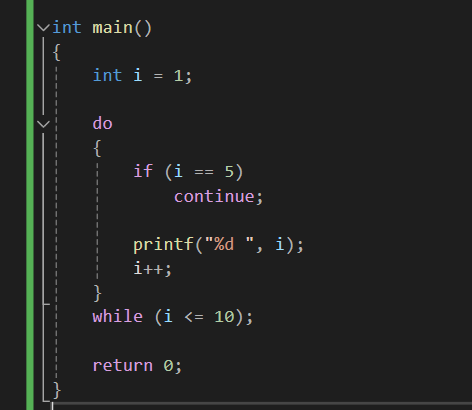 int main()
{
    int i = 1;

    do
    {
        if (i == 5)
            continue;

        printf("%d ", i);
        i++;
    }
    while (i <= 10);

    return 0;
}